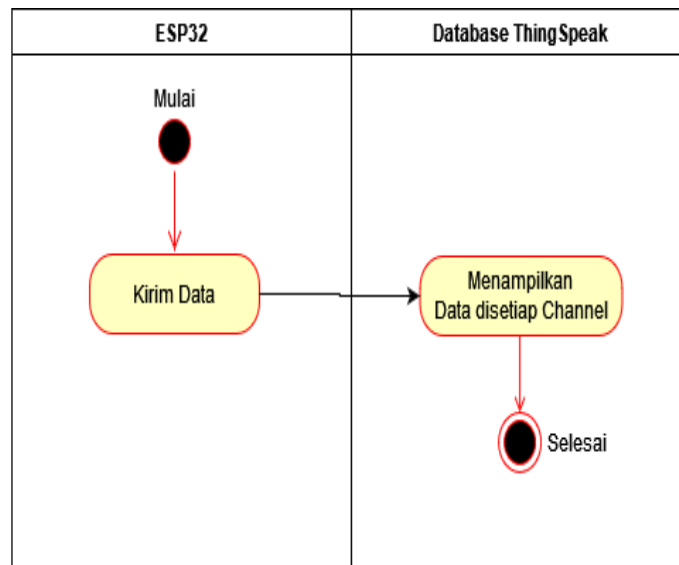 ESP32
Database ThingSpeak
Mulai
Kirim Data
Menampilkan
Data disetiap Channel
Selesai